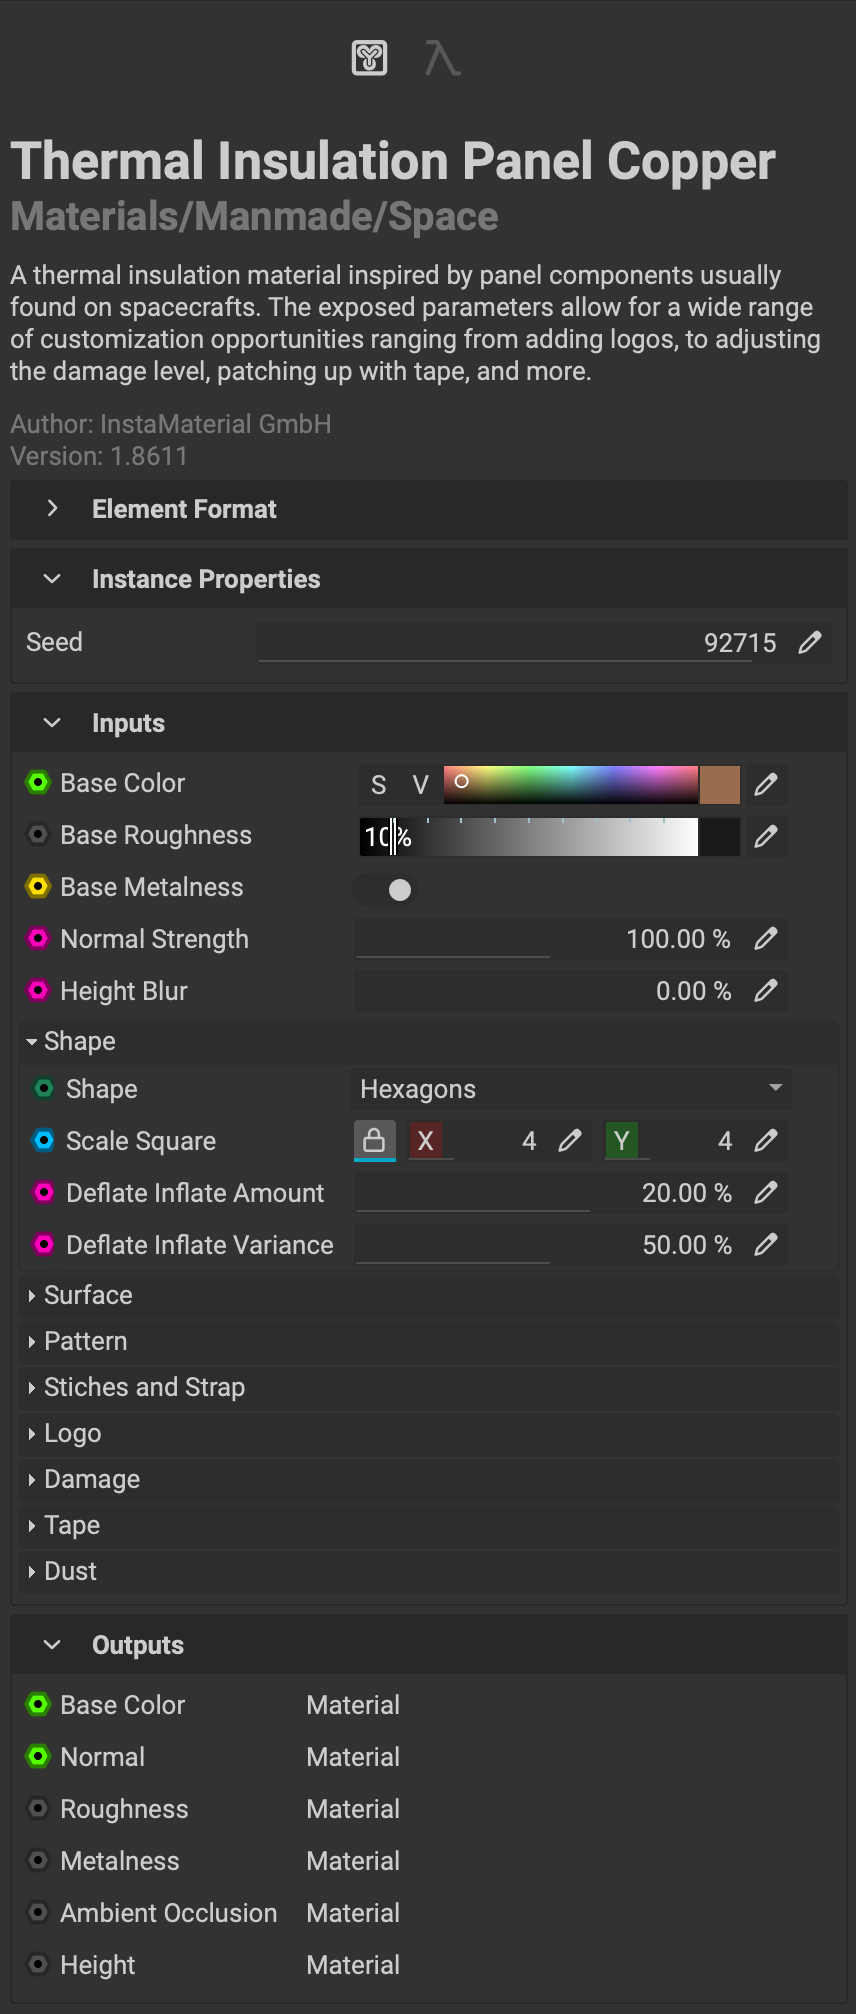 Thermal Insulation Panel Copper
Materials/Manmade/Space
A thermal insulation material inspired by panel components usually
found on spacecrafts. The exposed parameters allow for a wide range
of customization opportunities ranging from adding logos, to adjusting
the damage level, patching up with tape, and more.
Author: InstaMaterial GmbH
Version: 1.8611
Element Format
Instance Properties
Seed 92715
Inputs
Base Color S V
Base Roughness 10%
Base Metalness
Normal Strength 100.00 %
Height Blur 0.00 %
Shape
Shape Hexagons
Scale Square X 4 Y 4
Deflate Inflate Amount 20.00 %
Deflate Inflate Variance 50.00 %
Surface
Pattern
Stiches and Strap
Logo
Damage
Tape
Dust
Outputs
Base Color Material
Normal Material
Roughness Material
Metalness Material
Ambient Occlusion Material
Height Material